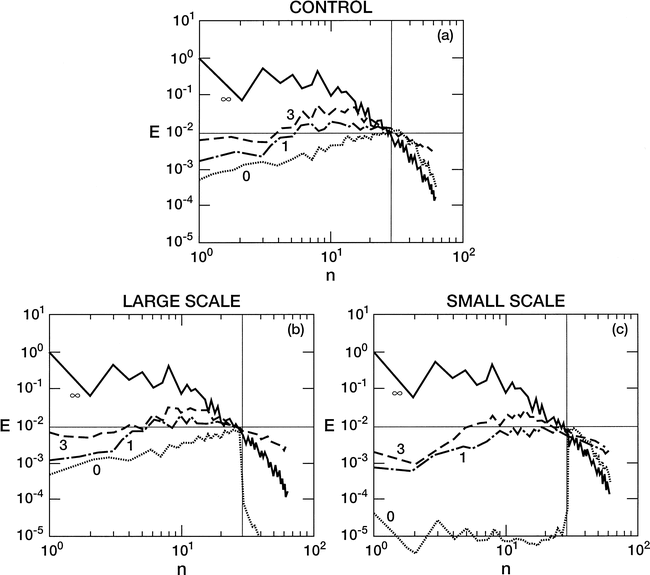 CONTROL
10¹
(a)
10⁰
∞
10⁻¹
3
E 10⁻²
1
10⁻³
0
10⁻⁴
10⁻⁵
10⁰ 10¹ 10²
n
LARGE SCALE
10¹
(b)
10⁰
∞
10⁻¹
E 10⁻²
3 1
10⁻³
0
10⁻⁴
10⁻⁵
10⁰ 10¹ 10²
n
SMALL SCALE
10¹
(c)
10⁰
∞
10⁻¹
E 10⁻²
3
1
10⁻³
10⁻⁴
0
10⁻⁵
10⁰ 10¹ 10²
n